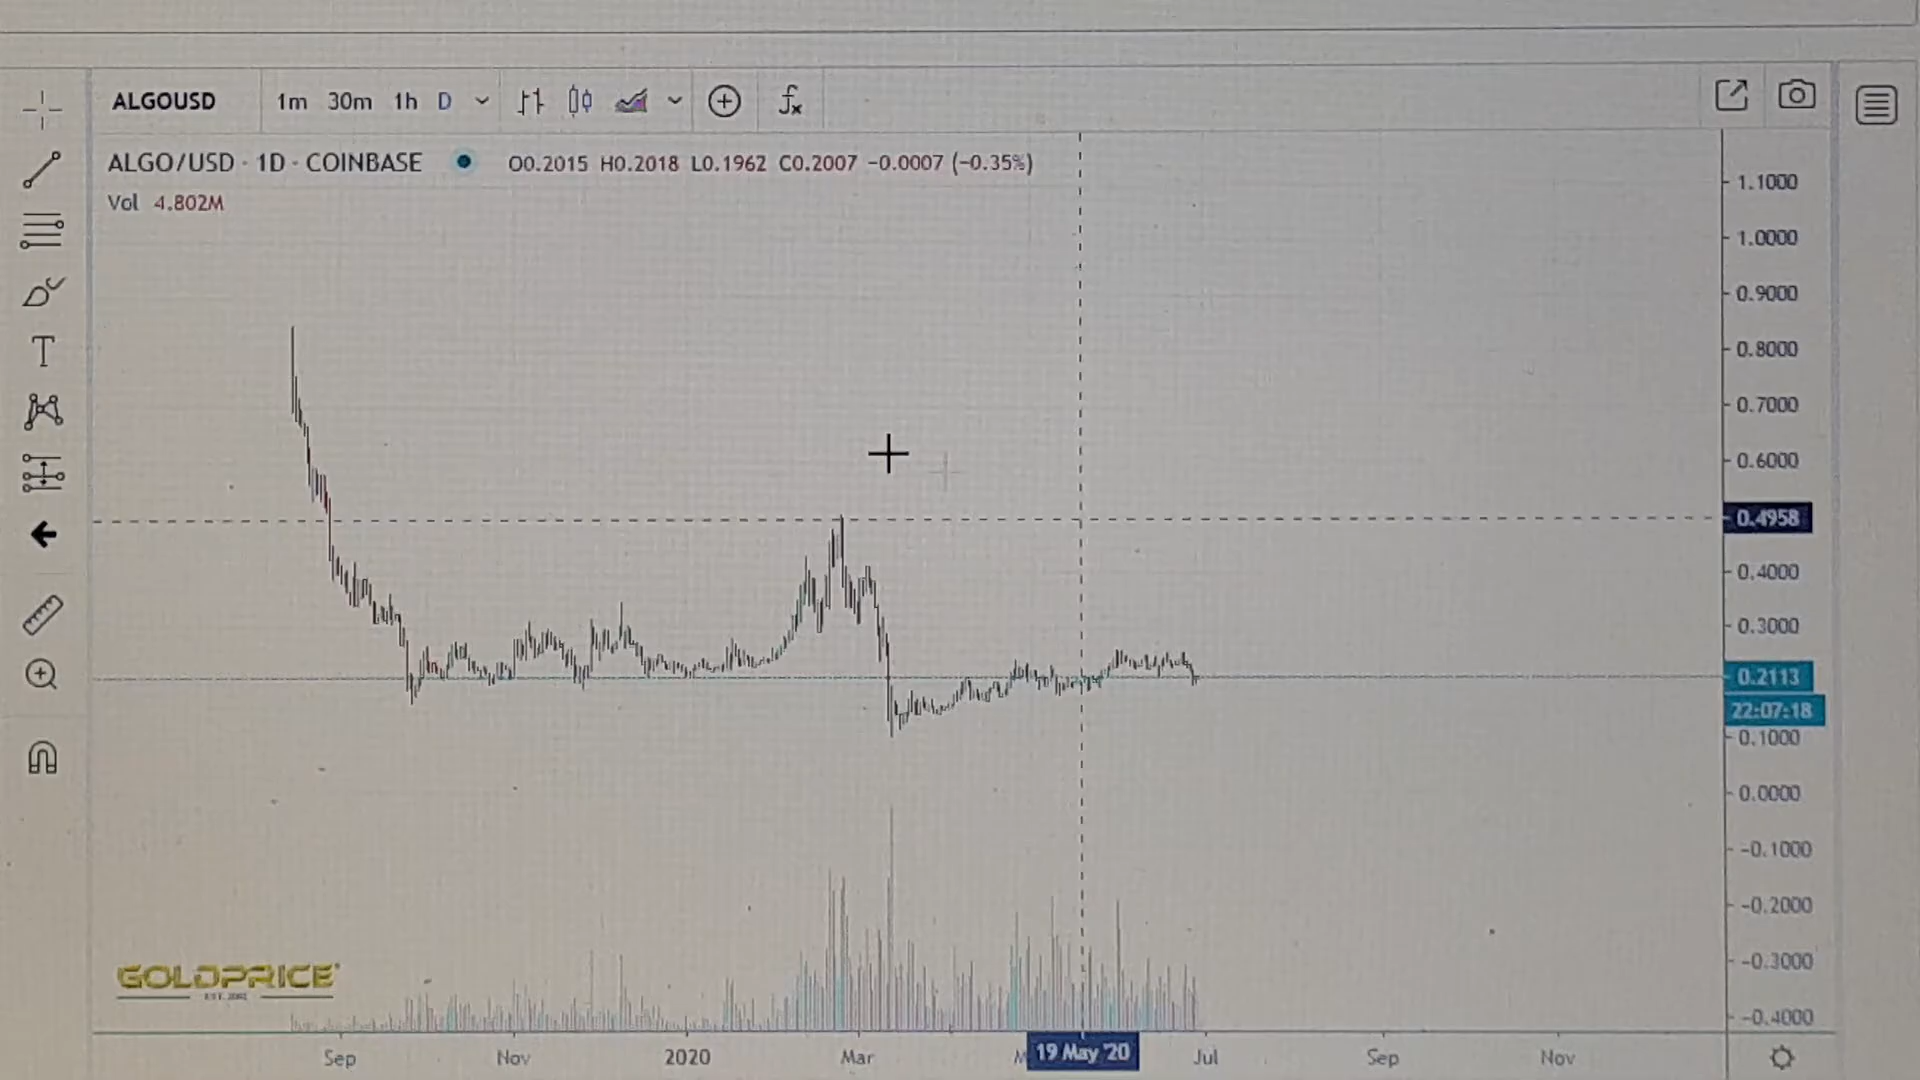 ALGOUSD 1m 30m 1h D
ALGO/USD · 1D · COINBASE O0.2015 H0.2018 L0.1962 C0.2007 −0.0007 (−0.35%)
Vol 4.802M
T
1.1000
1.0000
0.9000
0.8000
0.7000
0.6000
0.4958
0.4000
0.3000
0.2113
22:07:18
0.1000
0.0000
−0.1000
−0.2000
−0.3000
−0.4000
GOLDPRICE
Sep Nov 2020 Mar M 19 May '20 Jul Sep Nov